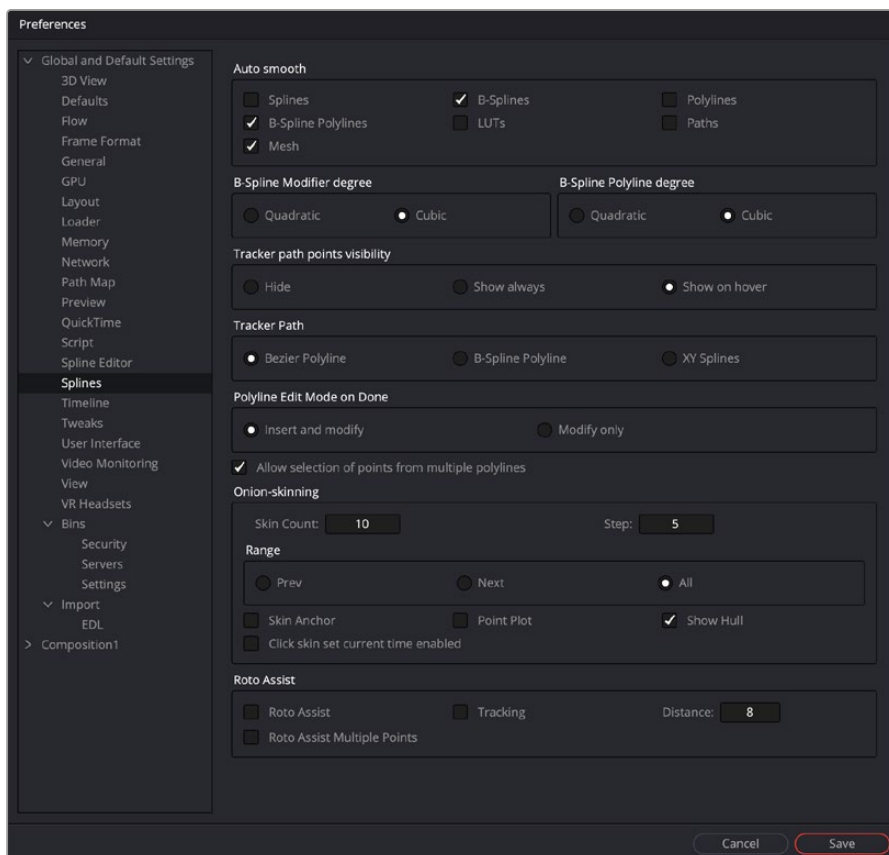 Preferences
Global and Default Settings
3D View
Defaults
Flow
Frame Format
General
GPU
Layout
Loader
Memory
Network
Path Map
Preview
QuickTime
Script
Spline Editor
Splines
Timeline
Tweaks
User Interface
Video Monitoring
View
VR Headsets
Bins
Security
Servers
Settings
Import
EDL
Composition1
Auto smooth
Splines B-Splines Polylines
B-Spline Polylines LUTs Paths
Mesh
B-Spline Modifier degree B-Spline Polyline degree
Quadratic Cubic Quadratic Cubic
Tracker path points visibility
Hide Show always Show on hover
Tracker Path
Bezier Polyline B-Spline Polyline XY Splines
Polyline Edit Mode on Done
Insert and modify Modify only
Allow selection of points from multiple polylines
Onion-skinning
Skin Count: 10 Step: 5
Range
Prev Next All
Skin Anchor Point Plot Show Hull
Click skin set current time enabled
Roto Assist
Roto Assist Tracking Distance: 8
Roto Assist Multiple Points
Cancel Save